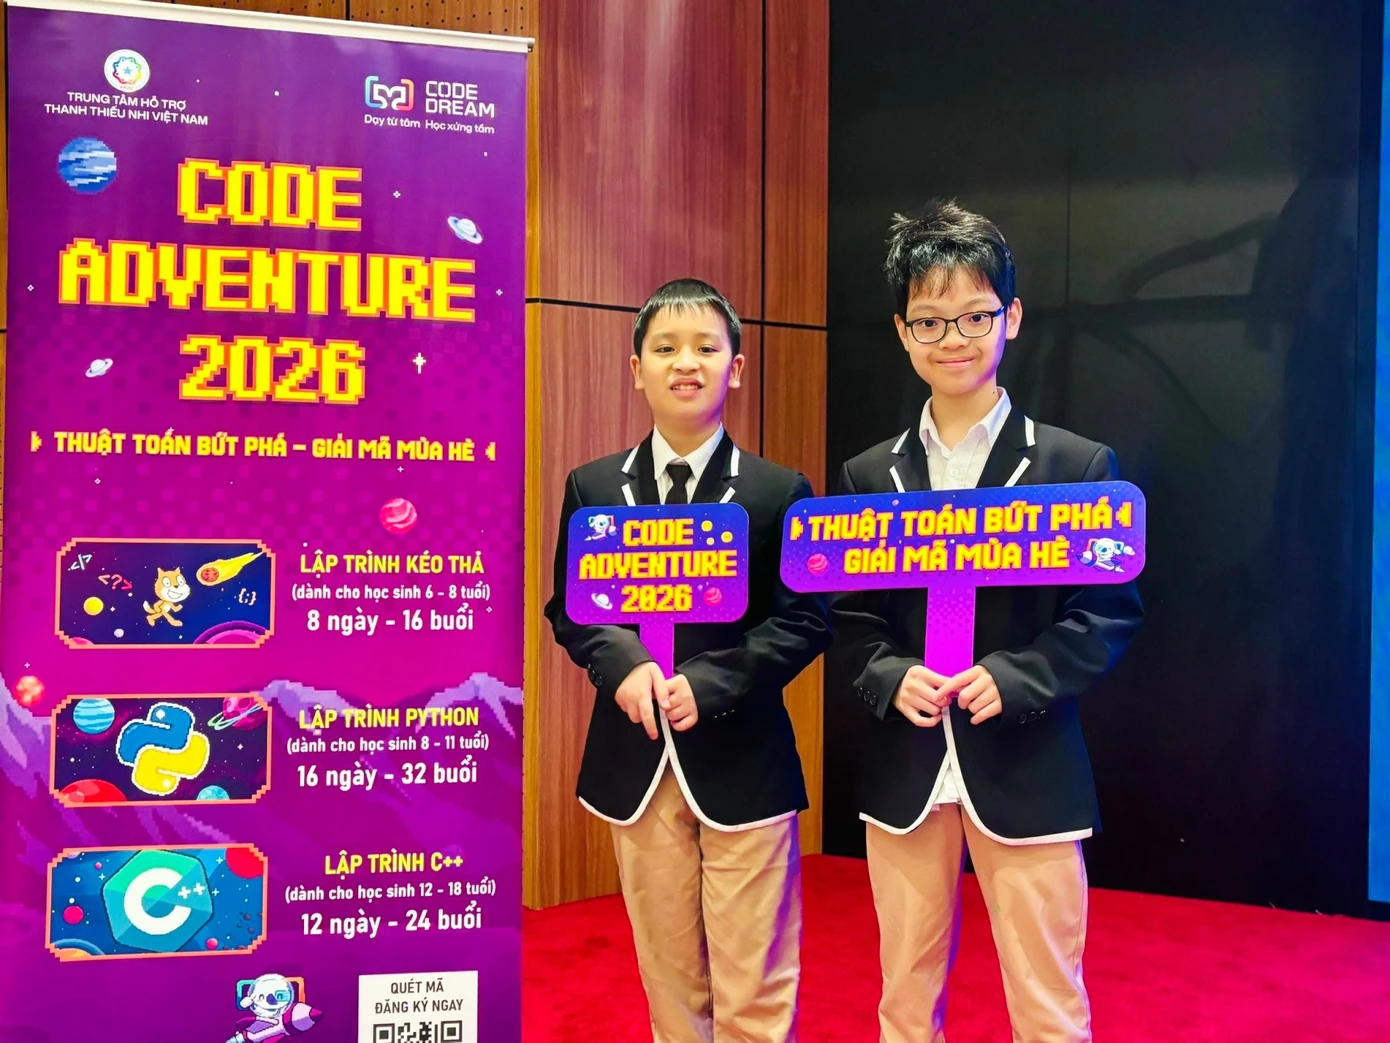 TRUNG TÂM HỖ TRỢ
THANH THIẾU NHI VIỆT NAM
CODE
DREAM
Dạy từ tâm Học xứng tầm
CODE
ADVENTURE
2026
THUẬT TOÁN BỨT PHÁ – GIẢI MÃ MÙA HÈ
</>
<?>
{;}
LẬP TRÌNH KÉO THẢ
(dành cho học sinh 6 - 8 tuổi)
8 ngày - 16 buổi
LẬP TRÌNH PYTHON
(dành cho học sinh 8 - 11 tuổi)
16 ngày - 32 buổi
C++
LẬP TRÌNH C++
(dành cho học sinh 12 - 18 tuổi)
12 ngày - 24 buổi
QUÉT MÃ
ĐĂNG KÝ NGAY
CODE
ADVENTURE
2026
THUẬT TOÁN BỨT PHÁ
GIẢI MÃ MÙA HÈ